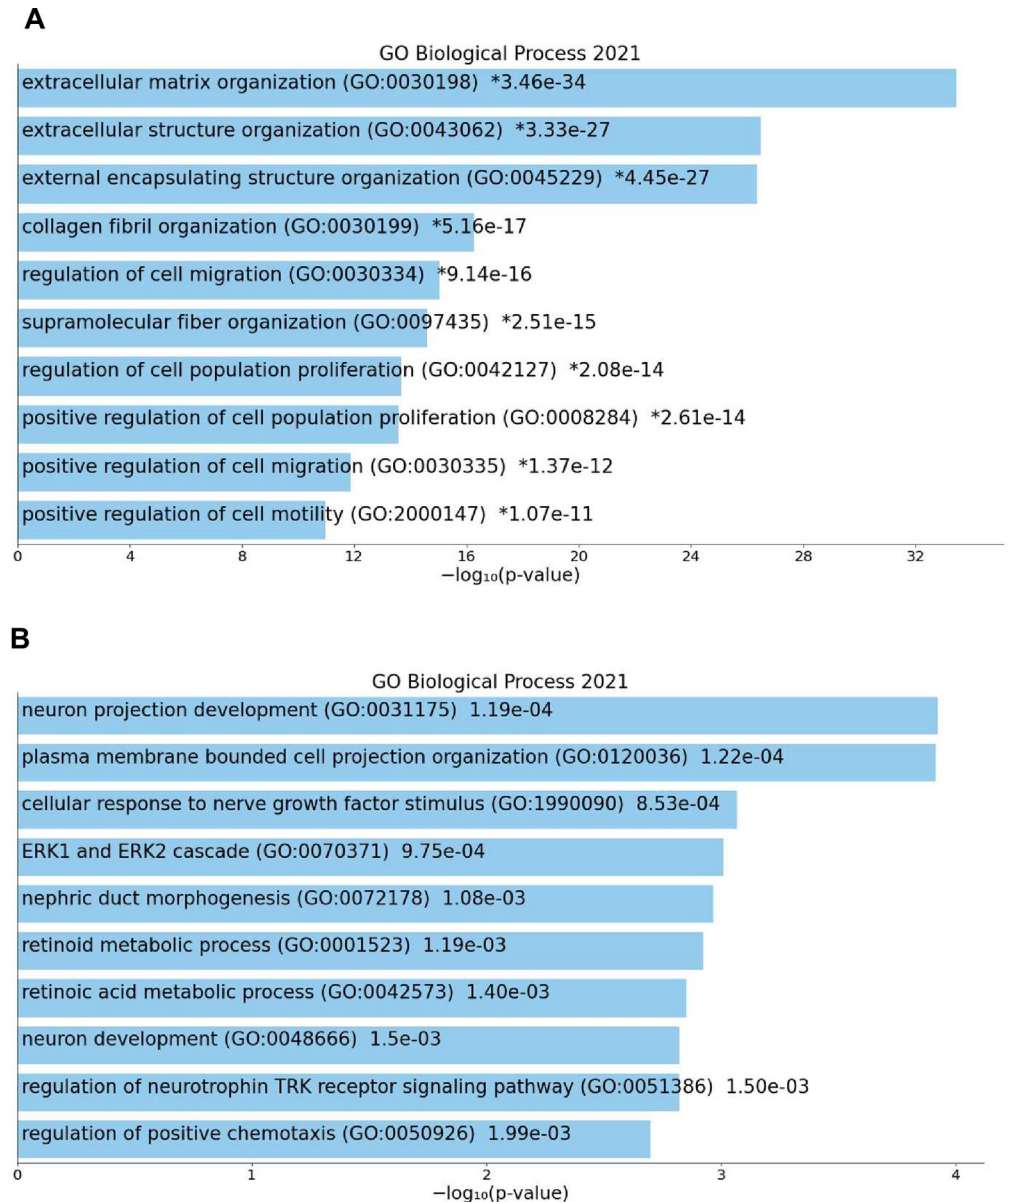 A
GO Biological Process 2021
extracellular matrix organization (GO:0030198) *3.46e-34
extracellular structure organization (GO:0043062) *3.33e-27
external encapsulating structure organization (GO:0045229) *4.45e-27
collagen fibril organization (GO:0030199) *5.16e-17
regulation of cell migration (GO:0030334) *9.14e-16
supramolecular fiber organization (GO:0097435) *2.51e-15
regulation of cell population proliferation (GO:0042127) *2.08e-14
positive regulation of cell population proliferation (GO:0008284) *2.61e-14
positive regulation of cell migration (GO:0030335) *1.37e-12
positive regulation of cell motility (GO:2000147) *1.07e-11
0 4 8 12 16 20 24 28 32
−log₁₀(p-value)
B
GO Biological Process 2021
neuron projection development (GO:0031175) 1.19e-04
plasma membrane bounded cell projection organization (GO:0120036) 1.22e-04
cellular response to nerve growth factor stimulus (GO:1990090) 8.53e-04
ERK1 and ERK2 cascade (GO:0070371) 9.75e-04
nephric duct morphogenesis (GO:0072178) 1.08e-03
retinoid metabolic process (GO:0001523) 1.19e-03
retinoic acid metabolic process (GO:0042573) 1.40e-03
neuron development (GO:0048666) 1.5e-03
regulation of neurotrophin TRK receptor signaling pathway (GO:0051386) 1.50e-03
regulation of positive chemotaxis (GO:0050926) 1.99e-03
0 1 2 3 4
−log₁₀(p-value)